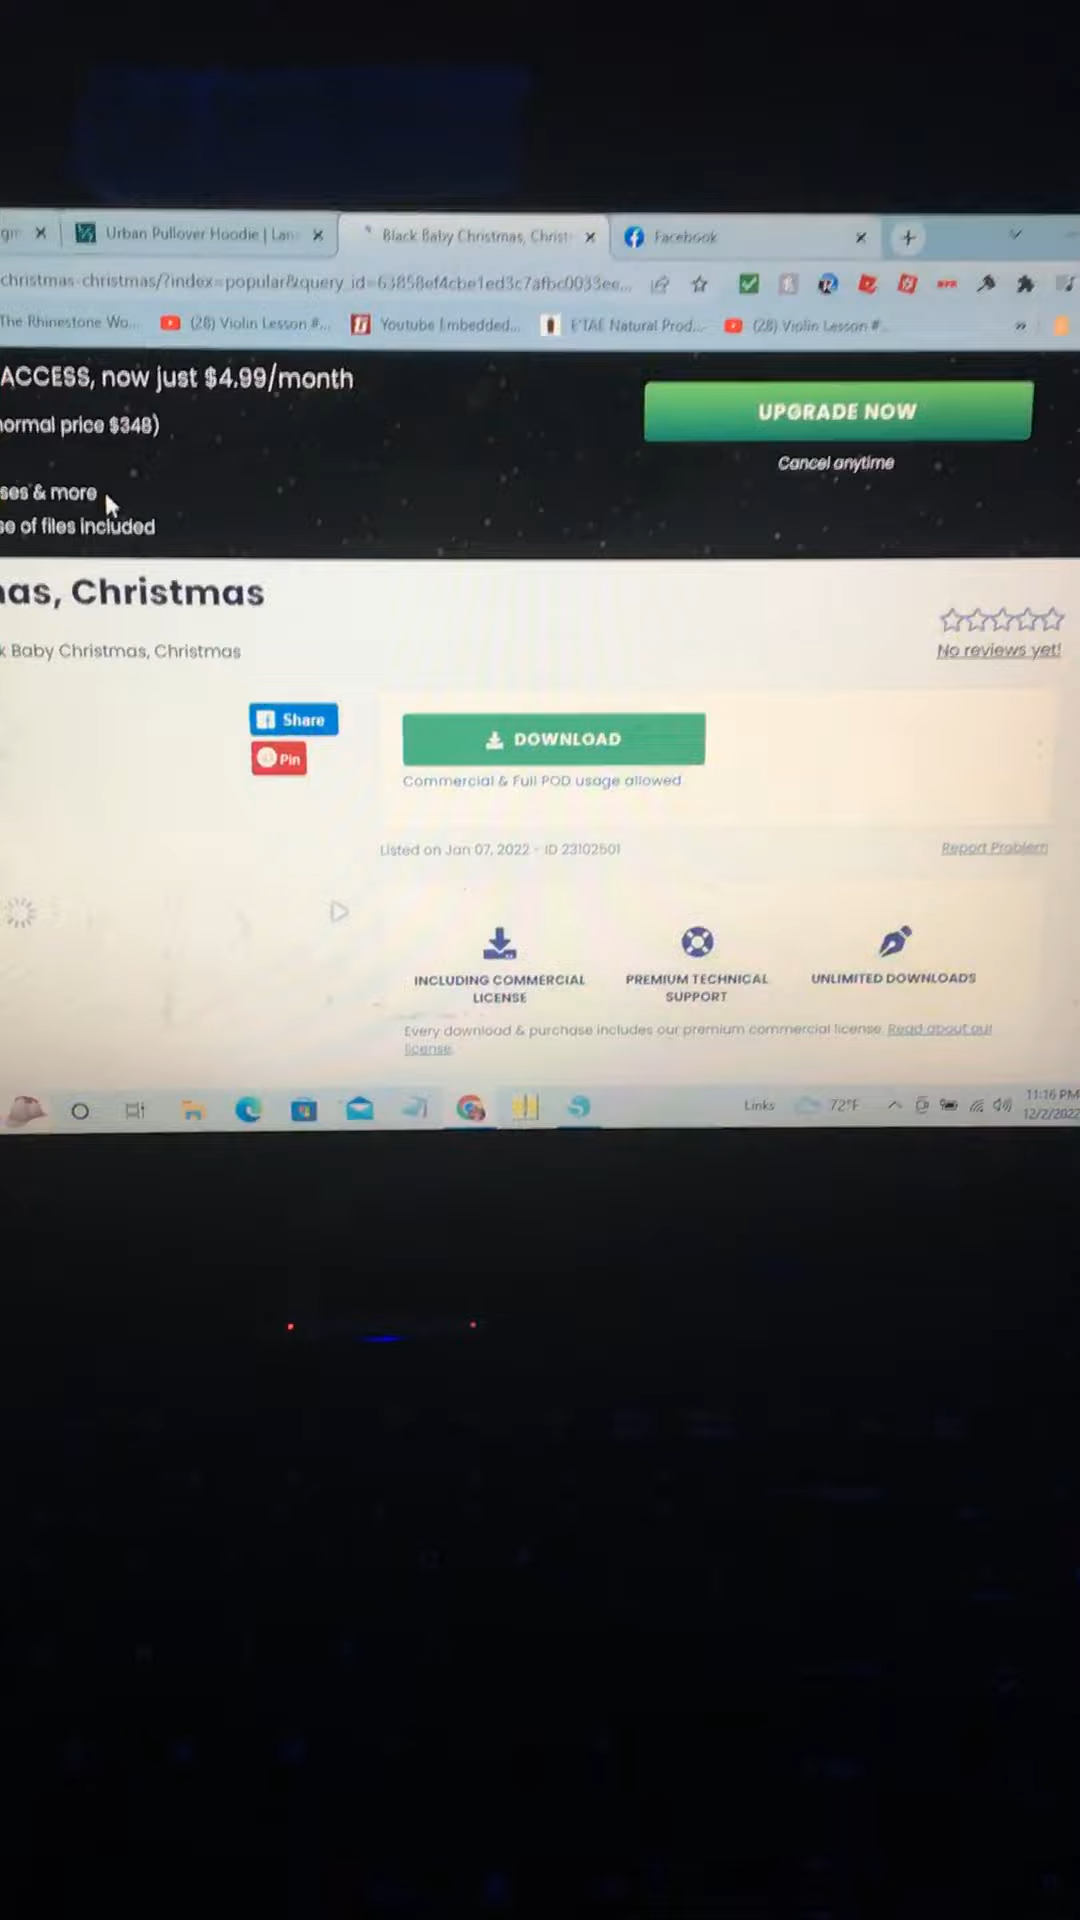 Urban Pullover Hoodie | Lan
Black Baby Christmas, Christ
Facebook
christmas-christmas/?index=popular&query_id=63858ef4cbe1ed3c7afbc0033ee...
The Rhinestone Wo...
(28) Violin Lesson #...
Youtube Embedded...
E'TAE Natural Prod...
(28) Violin Lesson #...
ACCESS, now just $4.99/month
UPGRADE NOW
ormal price $348)
Cancel anytime
ses & more
se of files included
as, Christmas
k Baby Christmas, Christmas
No reviews yet!
Share
Pin
DOWNLOAD
Commercial & Full POD usage allowed
Listed on Jan 07, 2022 - ID 23102501
Report Problem
INCLUDING COMMERCIAL
LICENSE
PREMIUM TECHNICAL
SUPPORT
UNLIMITED DOWNLOADS
Every download & purchase includes our premium commercial license. Read about our
license.
Links
72°F
11:16 PM
12/2/2022